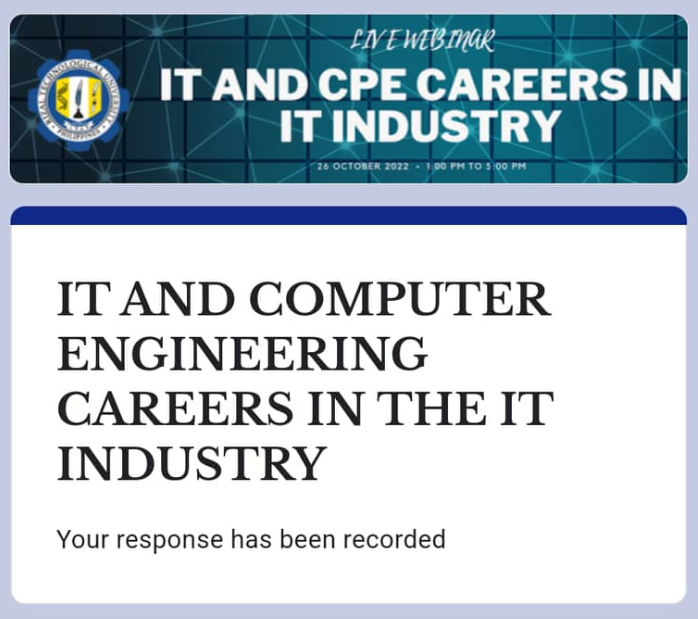 LIVE WEBINAR
IT AND CPE CAREERS IN
IT INDUSTRY
26 OCTOBER 2022 - 1:00 PM TO 5:00 PM
RIZAL TECHNOLOGICAL UNIVERSITY
PHILIPPINES
IT AND COMPUTER
ENGINEERING
CAREERS IN THE IT
INDUSTRY
Your response has been recorded